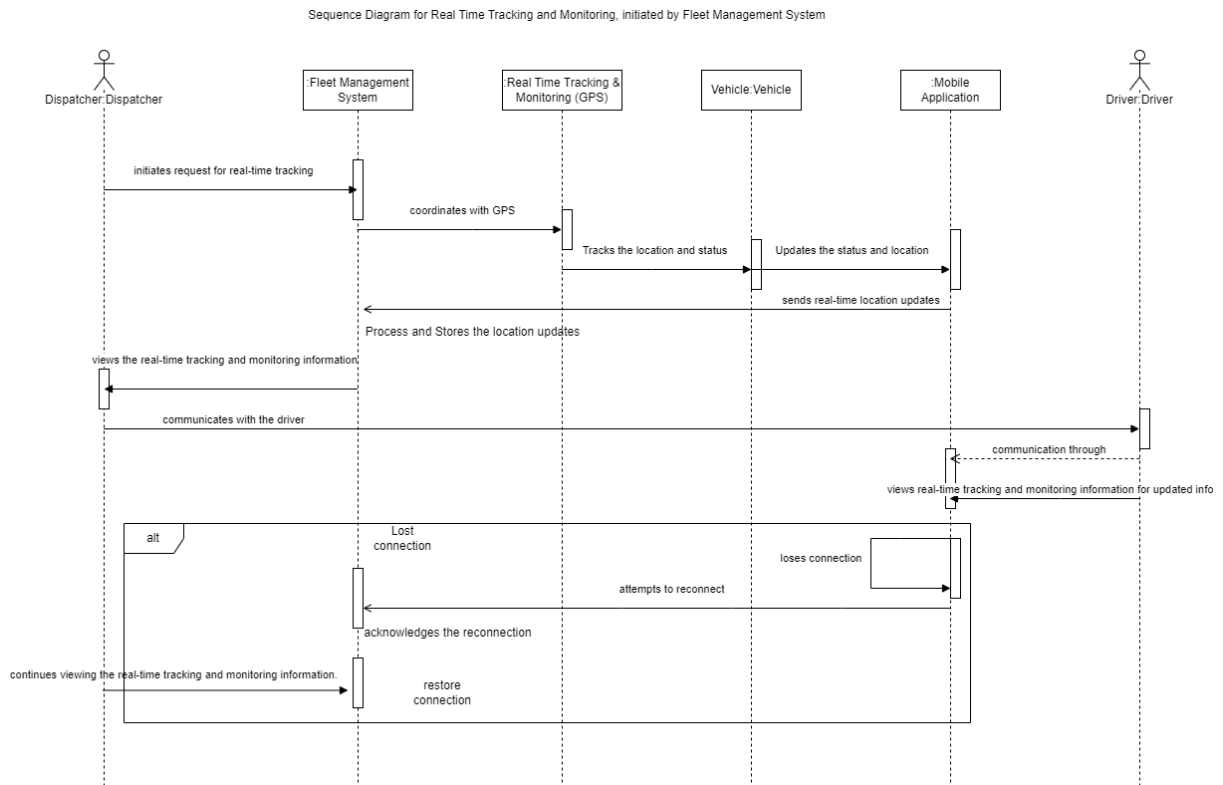 Sequence Diagram for Real Time Tracking and Monitoring, initiated by Fleet Management System
Dispatcher:Dispatcher
:Fleet Management
System
:Real Time Tracking &
Monitoring (GPS)
Vehicle:Vehicle
:Mobile
Application
Driver:Driver
initiates request for real-time tracking
coordinates with GPS
Tracks the location and status
Updates the status and location
sends real-time location updates
Process and Stores the location updates
views the real-time tracking and monitoring information
communicates with the driver
communication through
views real-time tracking and monitoring information for updated info
alt
Lost
connection
loses connection
attempts to reconnect
acknowledges the reconnection
continues viewing the real-time tracking and monitoring information.
restore
connection